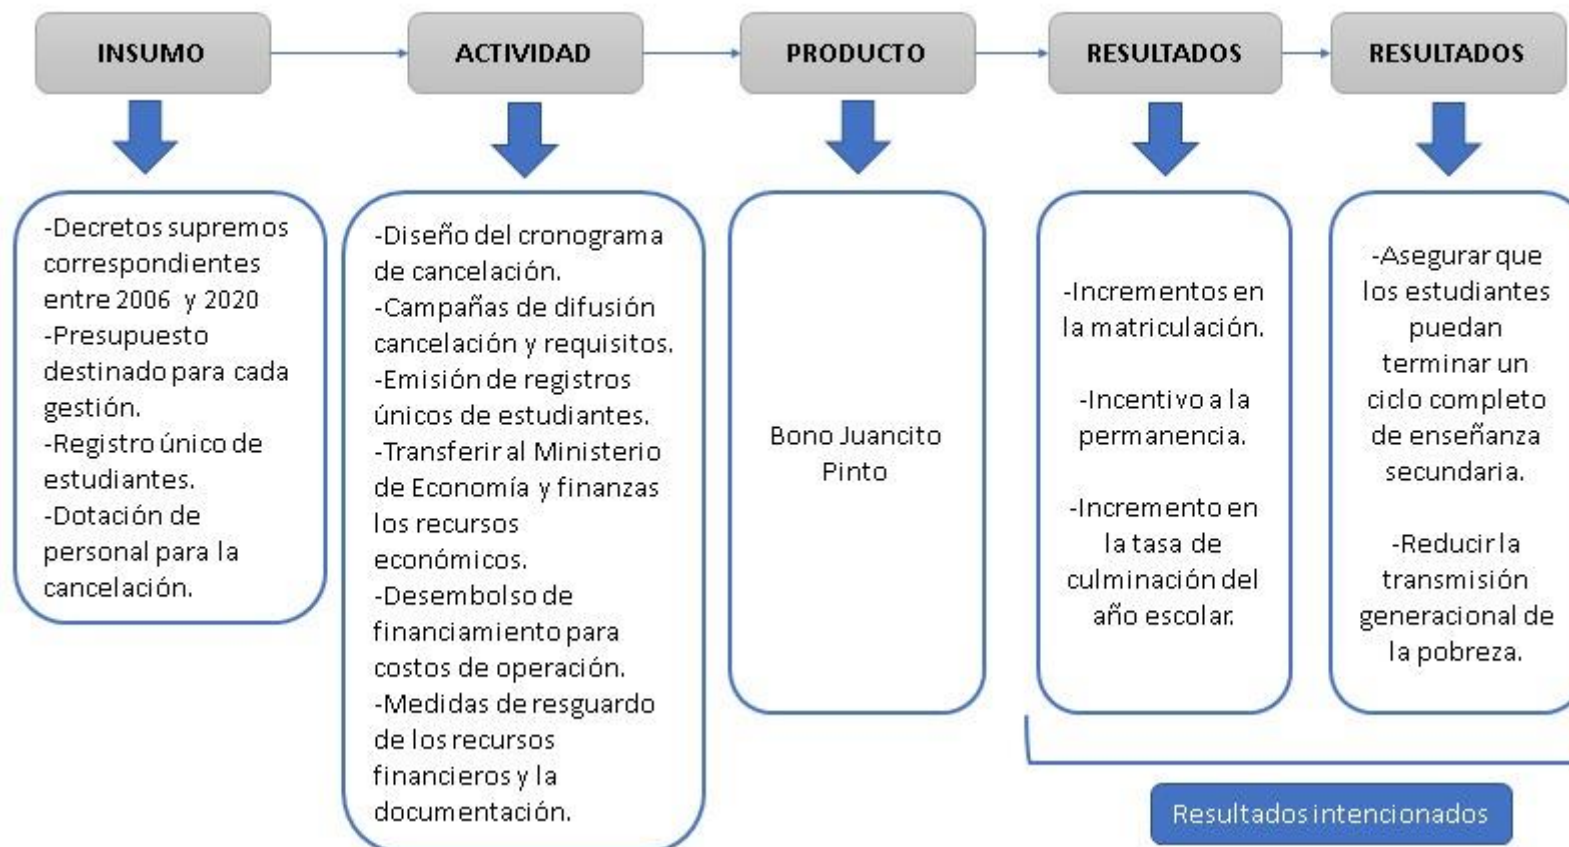 INSUMO
ACTIVIDAD
PRODUCTO
RESULTADOS
RESULTADOS
-Decretos supremos
correspondientes
entre 2006 y 2020
-Presupuesto
destinado para cada
gestión.
-Registro único de
estudiantes.
-Dotación de
personal para la
cancelación.
-Diseño del cronograma
de cancelación.
-Campañas de difusión
cancelación y requisitos.
-Emisión de registros
únicos de estudiantes.
-Transferir al Ministerio
de Economía y finanzas
los recursos
económicos.
-Desembolso de
financiamiento para
costos de operación.
-Medidas de resguardo
de los recursos
financieros y la
documentación.
Bono Juancito
Pinto
-Incrementos en
la matriculación.
-Incentivo a la
permanencia.
-Incremento en
la tasa de
culminación del
año escolar.
-Asegurar que
los estudiantes
puedan
terminar un
ciclo completo
de enseñanza
secundaria.
-Reducir la
transmisión
generacional de
la pobreza.
Resultados intencionados